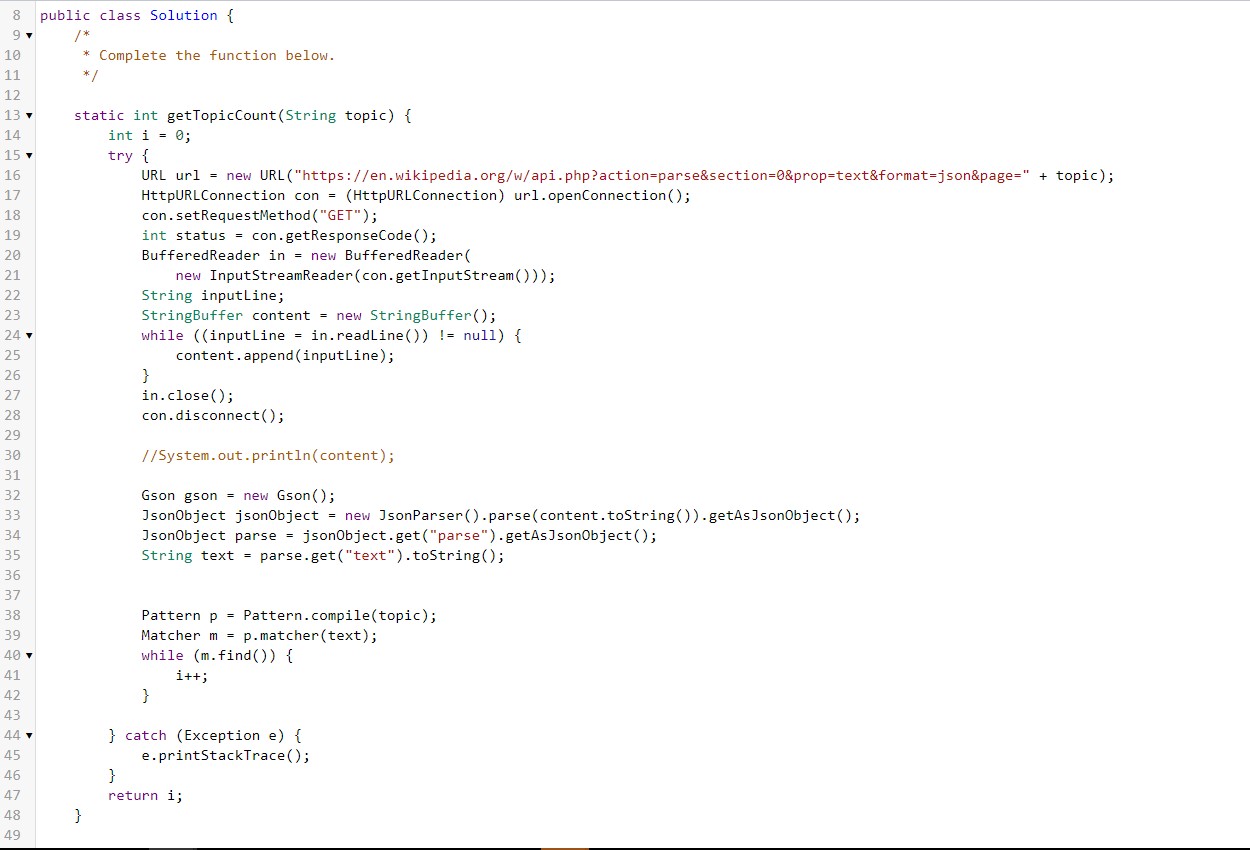 8 public class Solution {
9 /*
10 * Complete the function below.
11 */
12
13 static int getTopicCount(String topic) {
14 int i = 0;
15 try {
16 URL url = new URL("https://en.wikipedia.org/w/api.php?action=parse&section=0&prop=text&format=json&page=" + topic);
17 HttpURLConnection con = (HttpURLConnection) url.openConnection();
18 con.setRequestMethod("GET");
19 int status = con.getResponseCode();
20 BufferedReader in = new BufferedReader(
21 new InputStreamReader(con.getInputStream()));
22 String inputLine;
23 StringBuffer content = new StringBuffer();
24 while ((inputLine = in.readLine()) != null) {
25 content.append(inputLine);
26 }
27 in.close();
28 con.disconnect();
29
30 //System.out.println(content);
31
32 Gson gson = new Gson();
33 JsonObject jsonObject = new JsonParser().parse(content.toString()).getAsJsonObject();
34 JsonObject parse = jsonObject.get("parse").getAsJsonObject();
35 String text = parse.get("text").toString();
36
37
38 Pattern p = Pattern.compile(topic);
39 Matcher m = p.matcher(text);
40 while (m.find()) {
41 i++;
42 }
43
44 } catch (Exception e) {
45 e.printStackTrace();
46 }
47 return i;
48 }
49